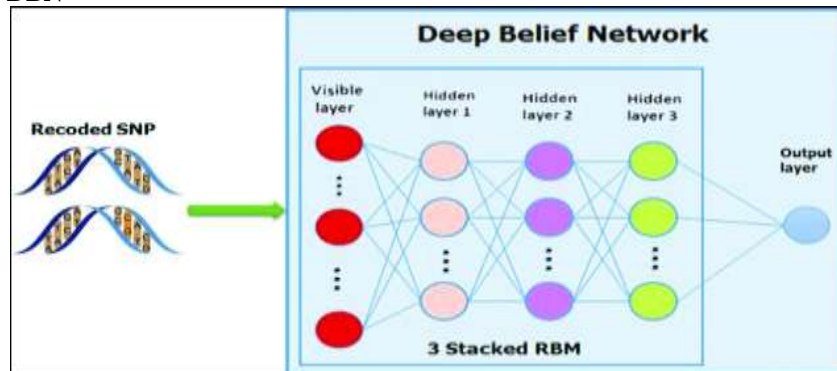 Deep Belief Network
Visible
layer
Hidden
layer 1
Hidden
layer 2
Hidden
layer 3
Output
layer
Recoded SNP
3 Stacked RBM